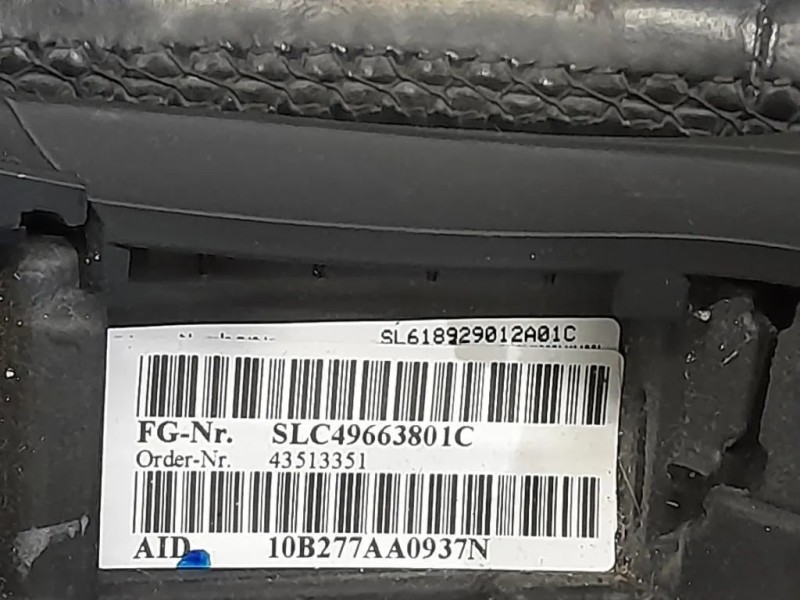 SL618929012A01C
FG-Nr. SLC49663801C
Order-Nr. 43513351
AID 10B277AA0937N